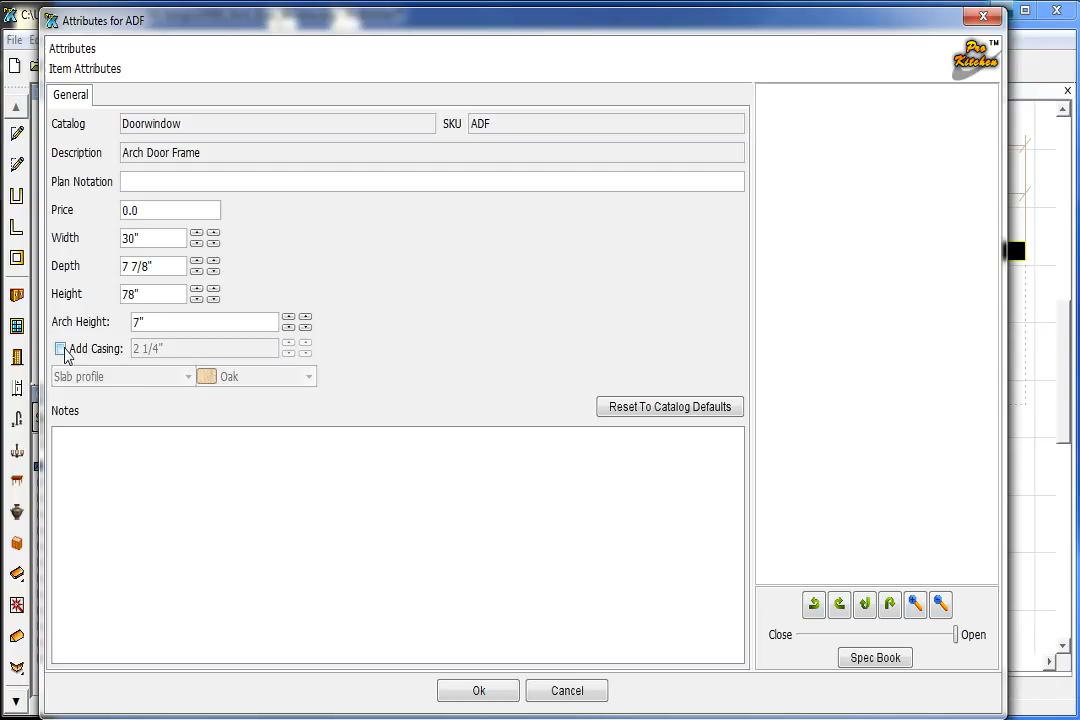 C:\U
Attributes for ADF
File Ed
Attributes
Item Attributes
Pro Kitchen™
General
Catalog Doorwindow SKU ADF
Description Arch Door Frame
Plan Notation
Price 0.0
Width 30"
Depth 7 7/8"
Height 78"
Arch Height: 7"
Add Casing: 2 1/4"
Slab profile Oak
Notes Reset To Catalog Defaults
Close Open
Spec Book
Ok Cancel